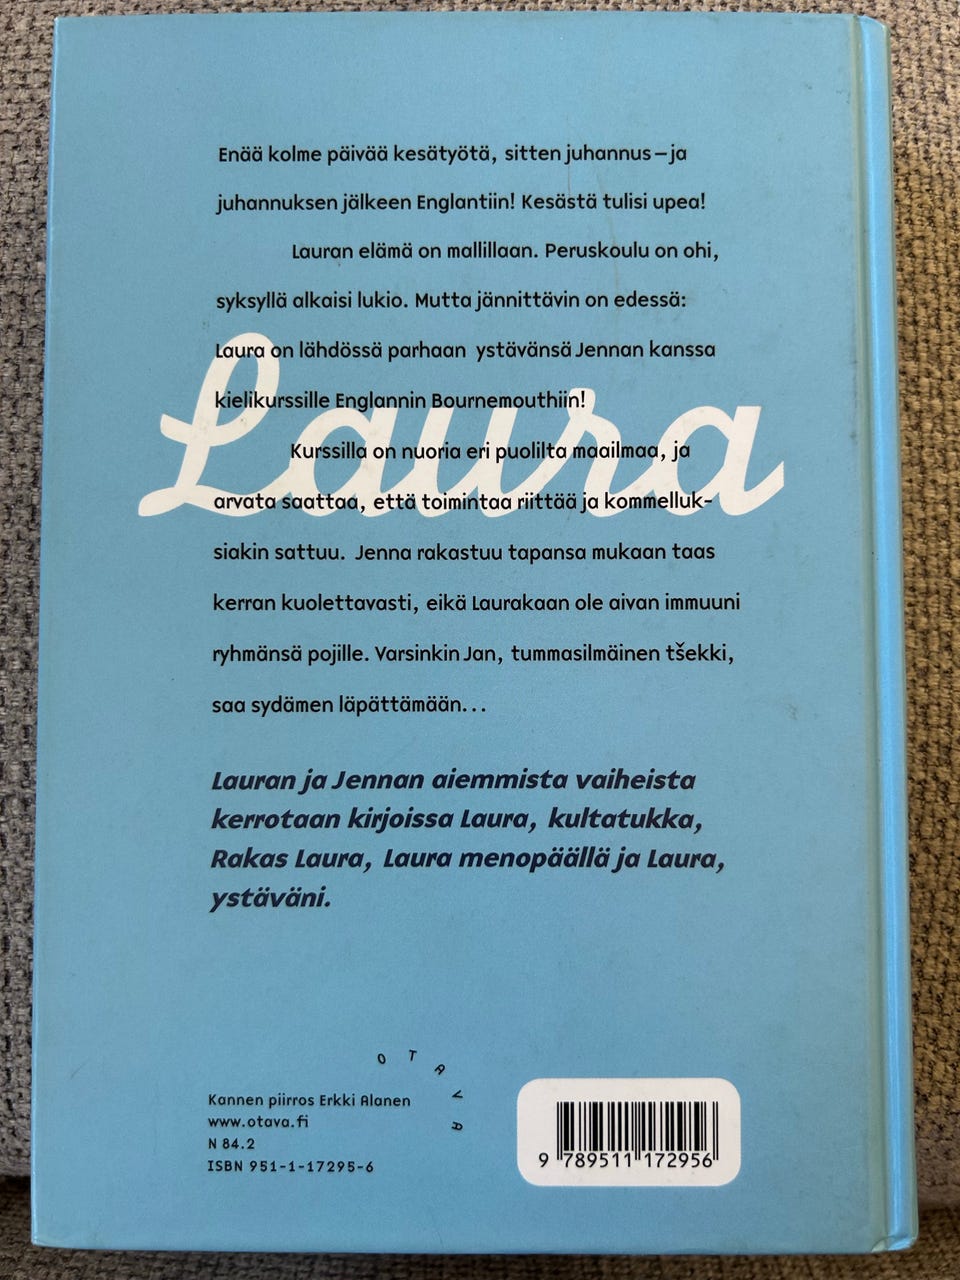 Enää kolme päivää kesätyötä, sitten juhannus – ja
juhannuksen jälkeen Englantiin! Kesästä tulisi upea!
Lauran elämä on mallillaan. Peruskoulu on ohi,
syksyllä alkaisi lukio. Mutta jännittävin on edessä:
Laura on lähdössä parhaan ystävänsä Jennan kanssa
kielikurssille Englannin Bournemouthiin!
Laura
Kurssilla on nuoria eri puolilta maailmaa, ja
arvata saattaa, että toimintaa riittää ja kommelluk-
siakin sattuu. Jenna rakastuu tapansa mukaan taas
kerran kuolettavasti, eikä Laurakaan ole aivan immuuni
ryhmänsä pojille. Varsinkin Jan, tummasilmäinen tšekki,
saa sydämen läpättämään...
Lauran ja Jennan aiemmista vaiheista
kerrotaan kirjoissa Laura, kultatukka,
Rakas Laura, Laura menopäällä ja Laura,
ystäväni.
OTAVA
Kannen piirros Erkki Alanen
www.otava.fi
N 84.2
ISBN 951-1-17295-6
9 789511 172956